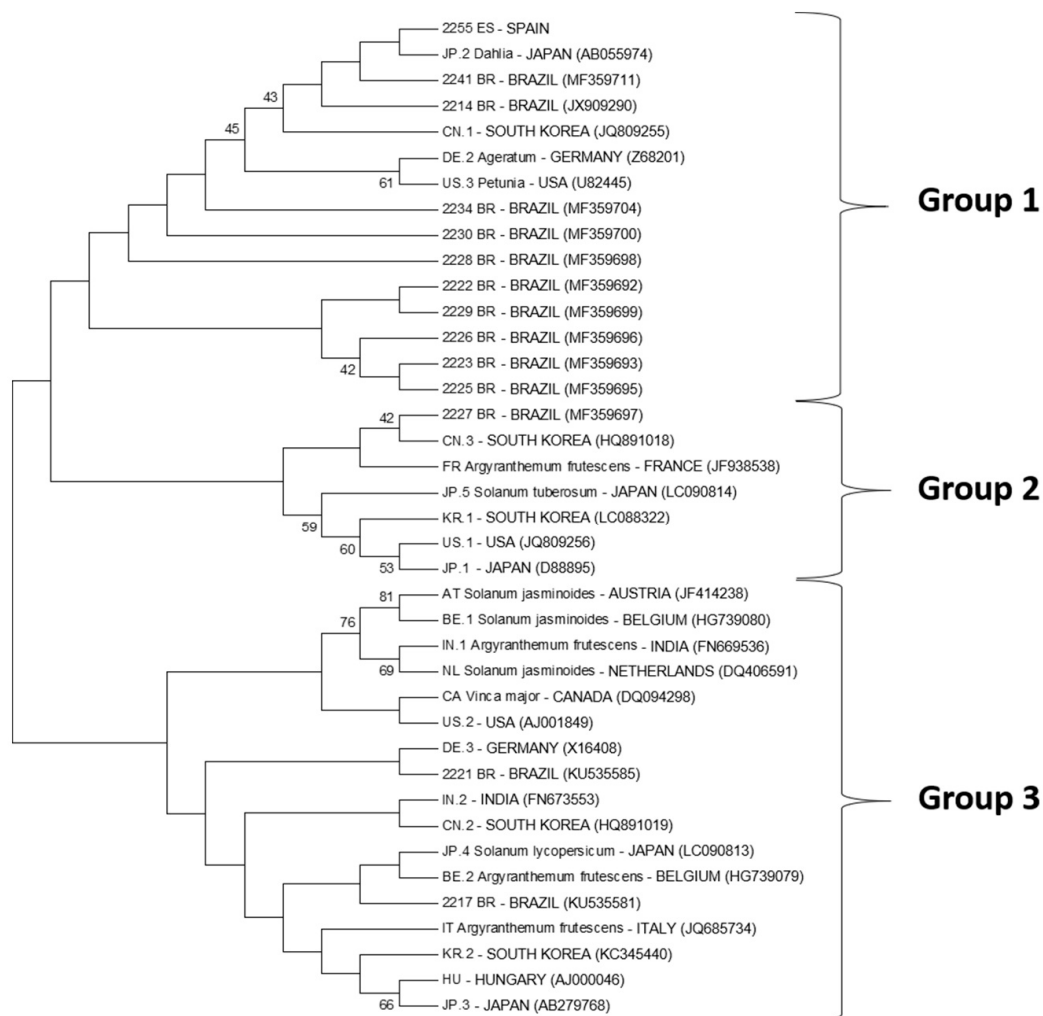 2255 ES - SPAIN
JP.2 Dahlia - JAPAN (AB055974)
2241 BR - BRAZIL (MF359711)
43
2214 BR - BRAZIL (JX909290)
45
CN.1 - SOUTH KOREA (JQ809255)
DE.2 Ageratum - GERMANY (Z68201)
61
US.3 Petunia - USA (U82445)
Group 1
2234 BR - BRAZIL (MF359704)
2230 BR - BRAZIL (MF359700)
2228 BR - BRAZIL (MF359698)
2222 BR - BRAZIL (MF359692)
2229 BR - BRAZIL (MF359699)
2226 BR - BRAZIL (MF359696)
42
2223 BR - BRAZIL (MF359693)
2225 BR - BRAZIL (MF359695)
42
2227 BR - BRAZIL (MF359697)
CN.3 - SOUTH KOREA (HQ891018)
FR Argyranthemum frutescens - FRANCE (JF938538)
JP.5 Solanum tuberosum - JAPAN (LC090814)
Group 2
59
KR.1 - SOUTH KOREA (LC088322)
60
US.1 - USA (JQ809256)
53
JP.1 - JAPAN (D88895)
81
AT Solanum jasminoides - AUSTRIA (JF414238)
76
BE.1 Solanum jasminoides - BELGIUM (HG739080)
IN.1 Argyranthemum frutescens - INDIA (FN669536)
69
NL Solanum jasminoides - NETHERLANDS (DQ406591)
CA Vinca major - CANADA (DQ094298)
US.2 - USA (AJ001849)
DE.3 - GERMANY (X16408)
2221 BR - BRAZIL (KU535585)
IN.2 - INDIA (FN673553)
Group 3
CN.2 - SOUTH KOREA (HQ891019)
JP.4 Solanum lycopersicum - JAPAN (LC090813)
BE.2 Argyranthemum frutescens - BELGIUM (HG739079)
2217 BR - BRAZIL (KU535581)
IT Argyranthemum frutescens - ITALY (JQ685734)
KR.2 - SOUTH KOREA (KC345440)
HU - HUNGARY (AJ000046)
66
JP.3 - JAPAN (AB279768)